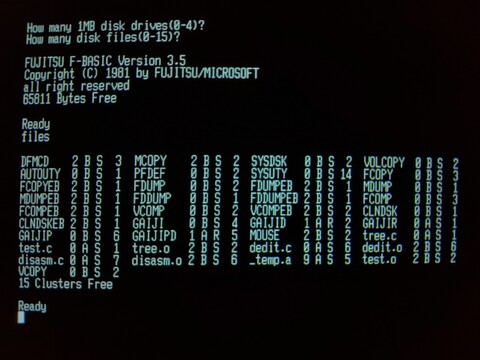 How many 1MB disk drives(0-4)?
How many disk files(0-15)?
FUJITSU F-BASIC Version 3.5
Copyright (C) 1981 by FUJITSU/MICROSOFT
all right reserved
65811 Bytes Free
Ready
files
DFMCD 2 B S 3 MCOPY 2 B S 2 SYSDSK 0 B S 2 VOLCOPY 0 B S 2
AUTOUTY 0 B S 1 PFDEF 0 B S 2 SYSUTY 0 B S 14 FCOPY 0 B S 3
FCOPYEB 2 B S 1 FDUMP 0 B S 2 FDUMPEB 2 B S 1 MDUMP 0 B S 1
MDUMPEB 2 B S 1 FDDUMP 0 B S 1 FDDUMPEB 2 B S 1 FCOMP 0 B S 3
FCOMPEB 2 B S 1 VCOMP 0 B S 2 VCOMPEB 2 B S 2 CLNDSK 0 B S 1
CLNDSKEB 2 B S 1 GAIJI 0 B S 4 GAIJID 1 A R 2 GAIJIR 0 A S 1
GAIJIP 0 B S 6 GAIJIPD 1 A R 5 MOUSE 2 B S 2 tree.c 0 A S 1
test.c 0 A S 1 tree.o 2 B S 2 dedit.c 0 A S 6 dedit.o 2 B S 6
disasm.c 0 A S 7 disasm.o 2 B S 6 _temp.a 9 A S 5 test.o 2 B S 2
VCOPY 0 B S 2
15 Clusters Free
Ready